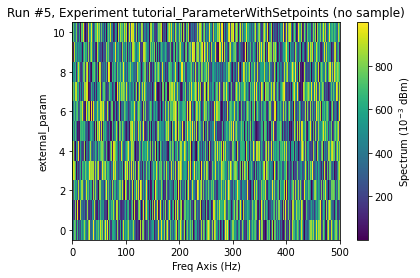 Run #5, Experiment tutorial_ParameterWithSetpoints (no sample)
10
8
6
4
2
0
external_param
0 100 200 300 400 500
Freq Axis (Hz)
800
600
400
200
Spectrum (10⁻³ dBm)